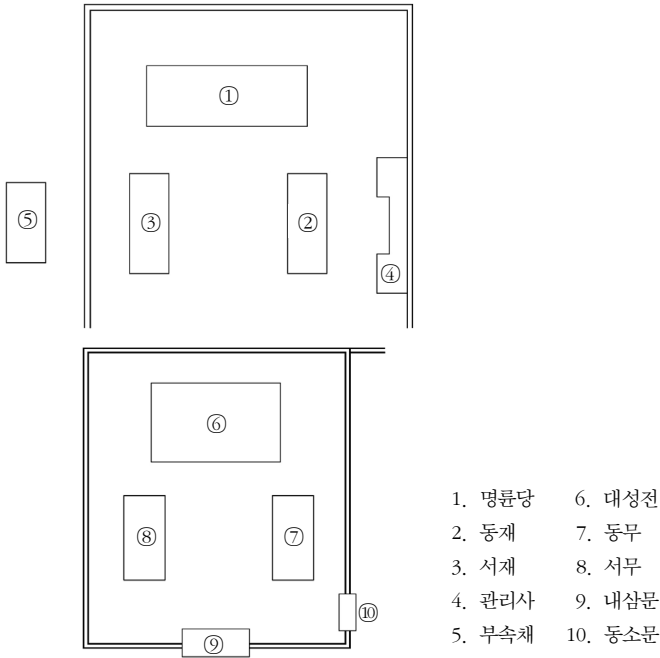 ①
③
②
⑤
④
⑥
⑧
⑦
⑩
⑨
1. 명륜당 6. 대성전
2. 동재 7. 동무
3. 서재 8. 서무
4. 관리사 9. 내삼문
5. 부속채 10. 동소문